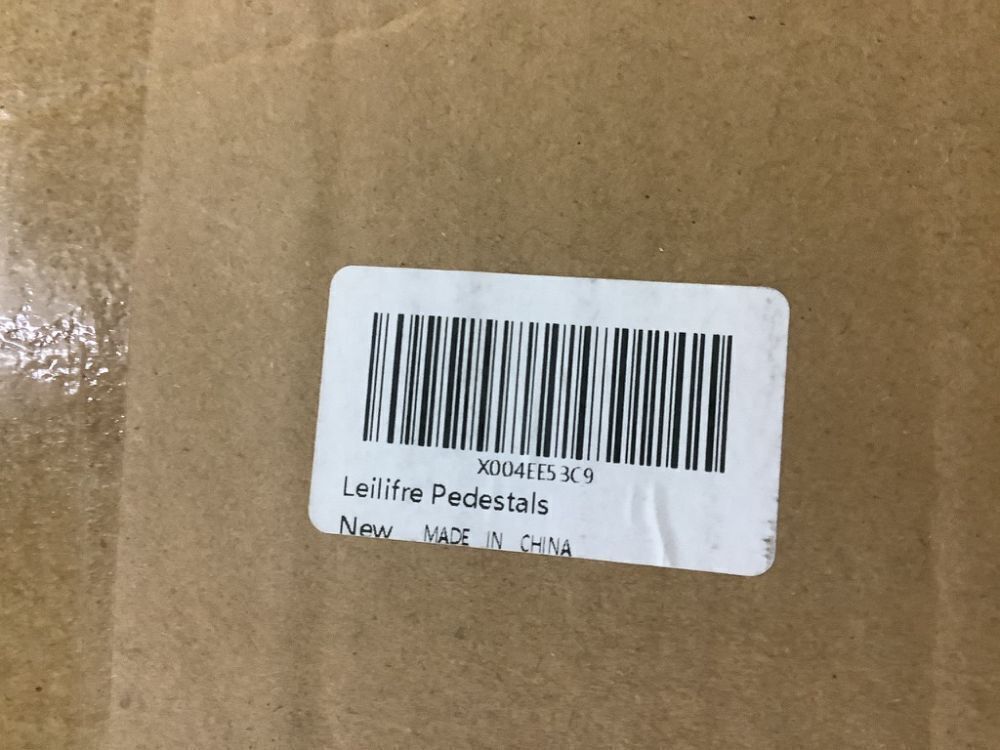 X004EE53C9
Leilifre Pedestals
New MADE IN CHINA